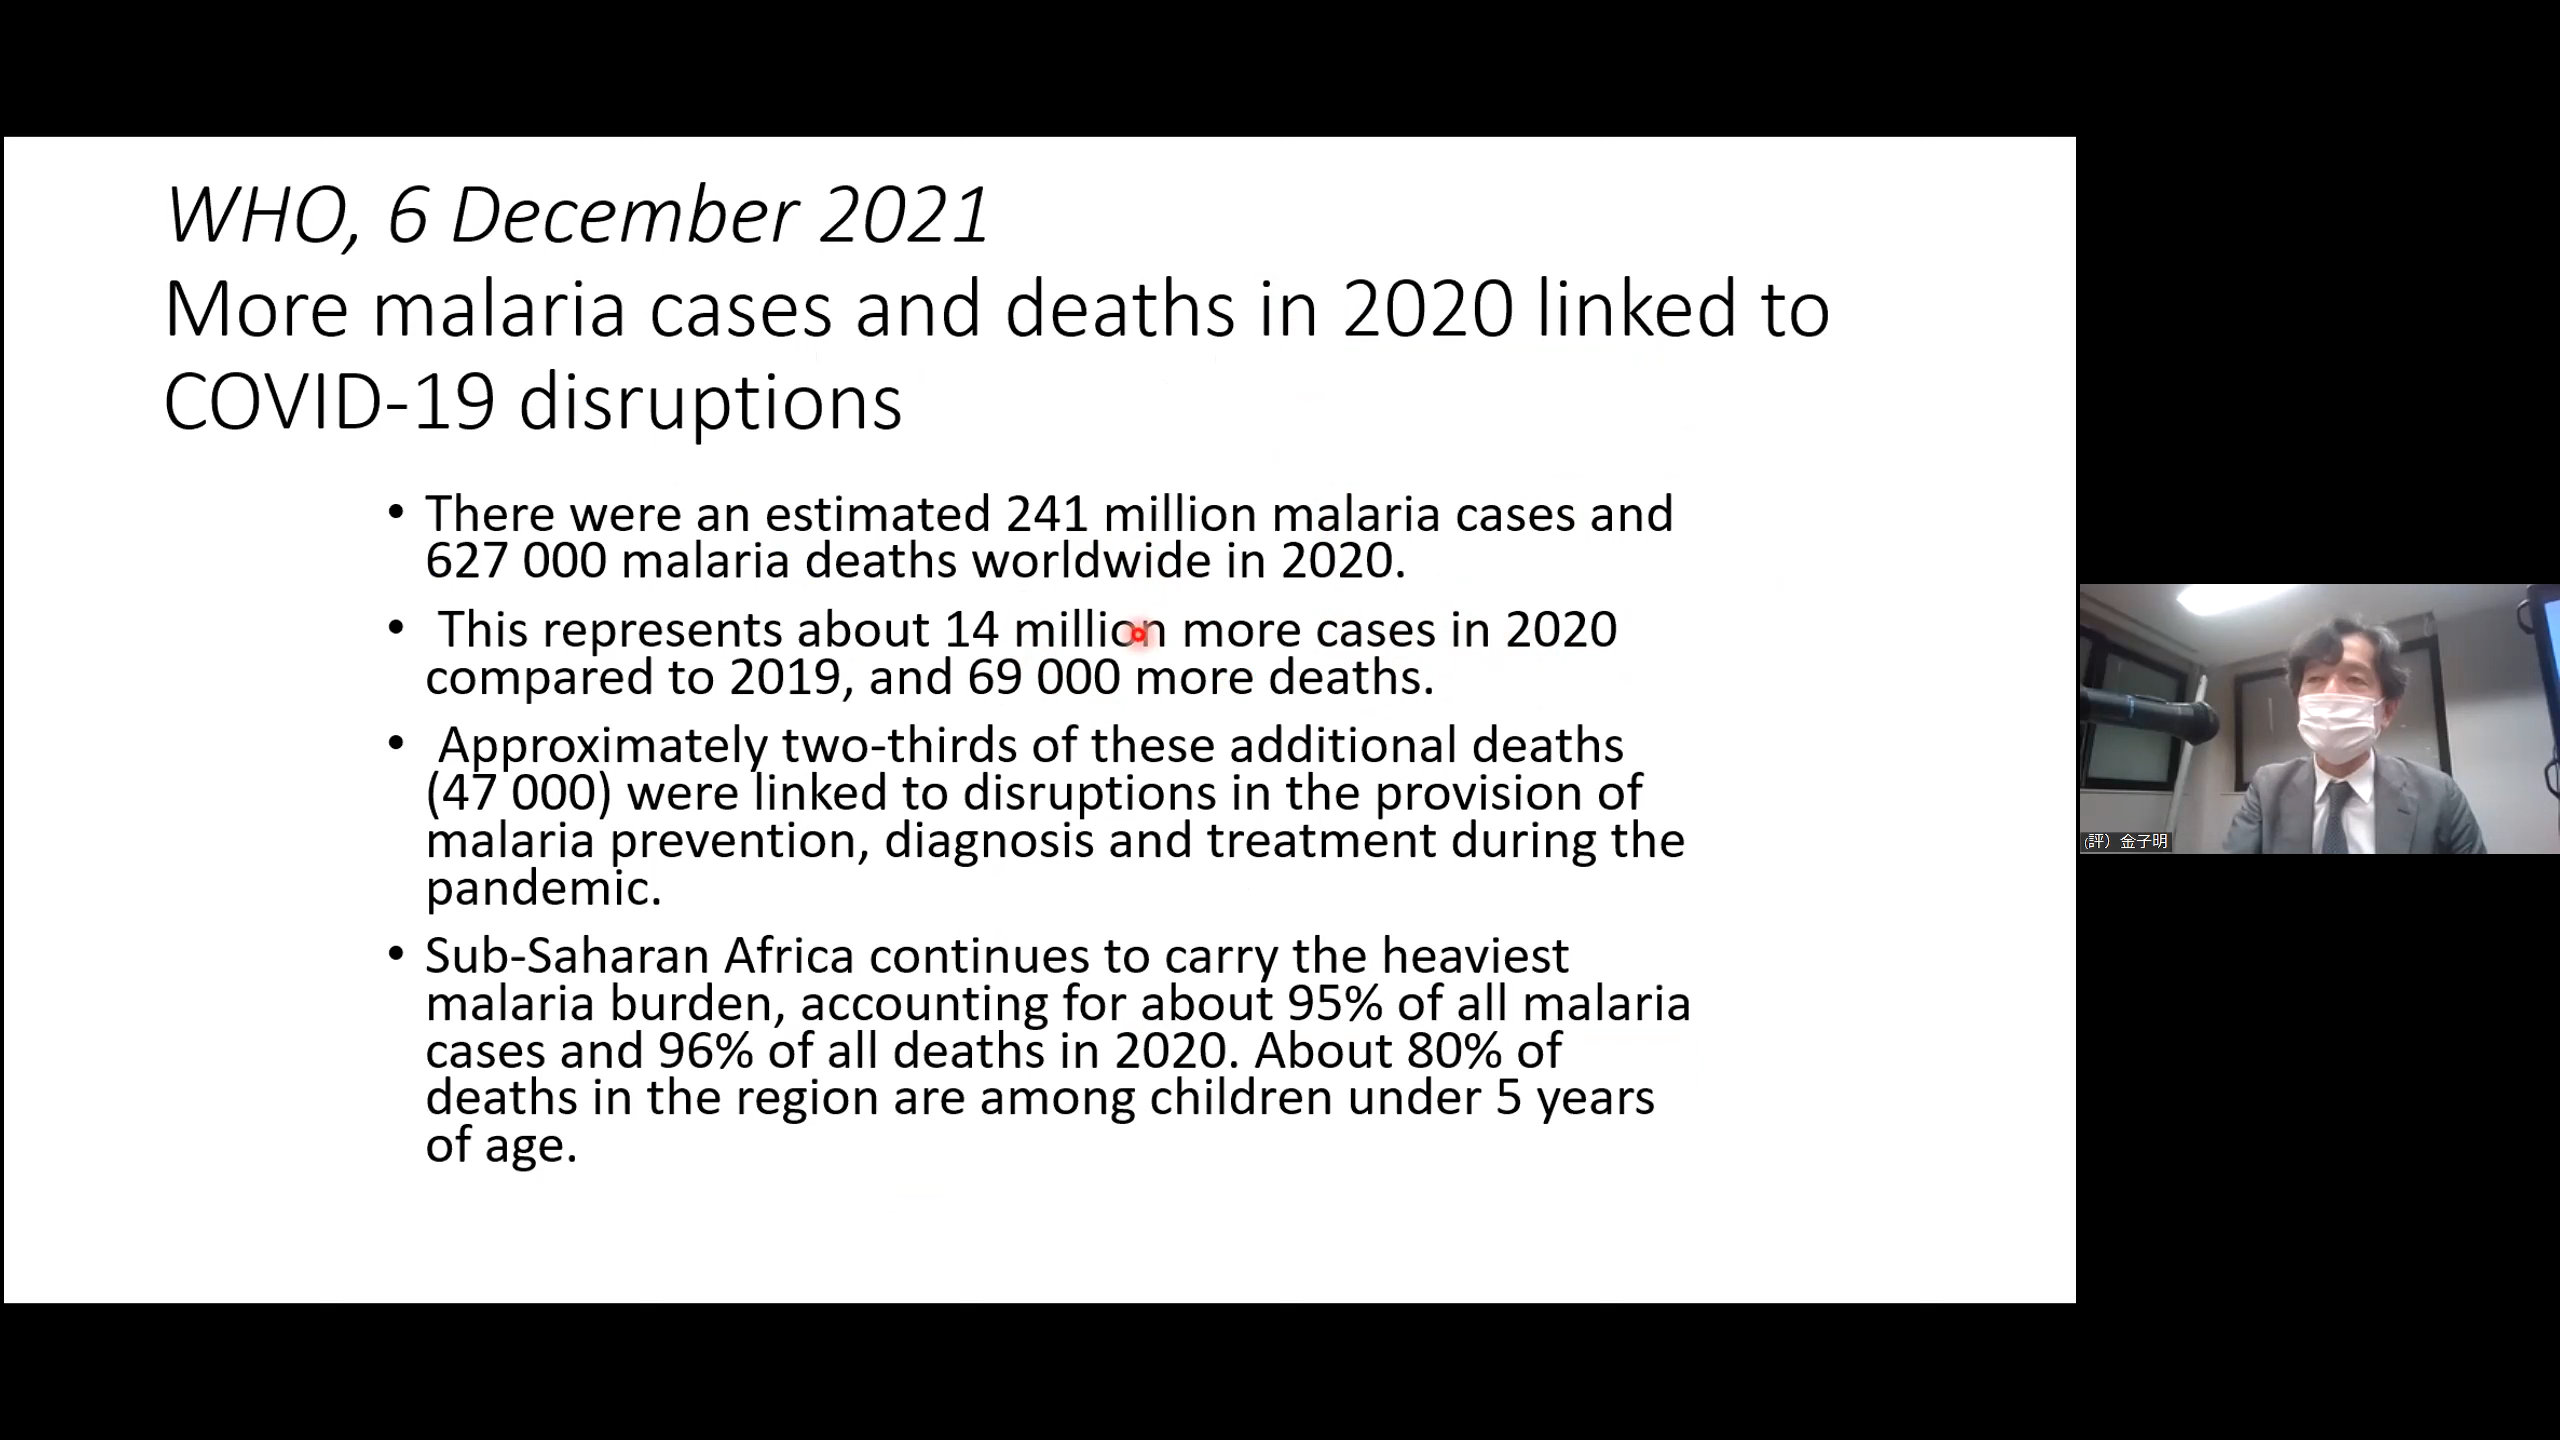 WHO, 6 December 2021
More malaria cases and deaths in 2020 linked to
COVID-19 disruptions
• There were an estimated 241 million malaria cases and
627 000 malaria deaths worldwide in 2020.
• This represents about 14 million more cases in 2020
compared to 2019, and 69 000 more deaths.
• Approximately two-thirds of these additional deaths
(47 000) were linked to disruptions in the provision of
malaria prevention, diagnosis and treatment during the
pandemic.
• Sub-Saharan Africa continues to carry the heaviest
malaria burden, accounting for about 95% of all malaria
cases and 96% of all deaths in 2020. About 80% of
deaths in the region are among children under 5 years
of age.
(評）金子明